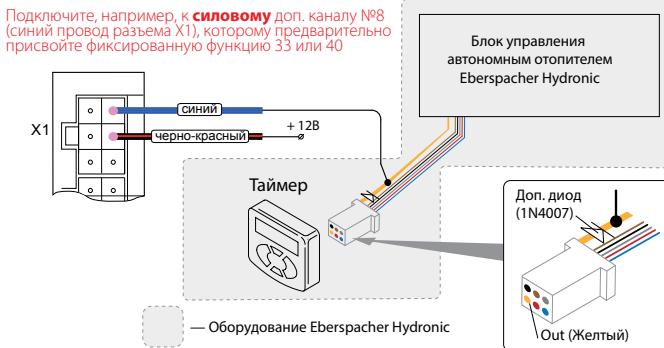 Подключите, например, к силовому доп. каналу №8
(синий провод разъема X1), которому предварительно
присвойте фиксированную функцию 33 или 40
Блок управления
автономным отопителем
Eberspacher Hydronic
X1
синий
черно-красный
+ 12В
Таймер
Доп. диод
(1N4007)
Out (Желтый)
— Оборудование Eberspacher Hydronic